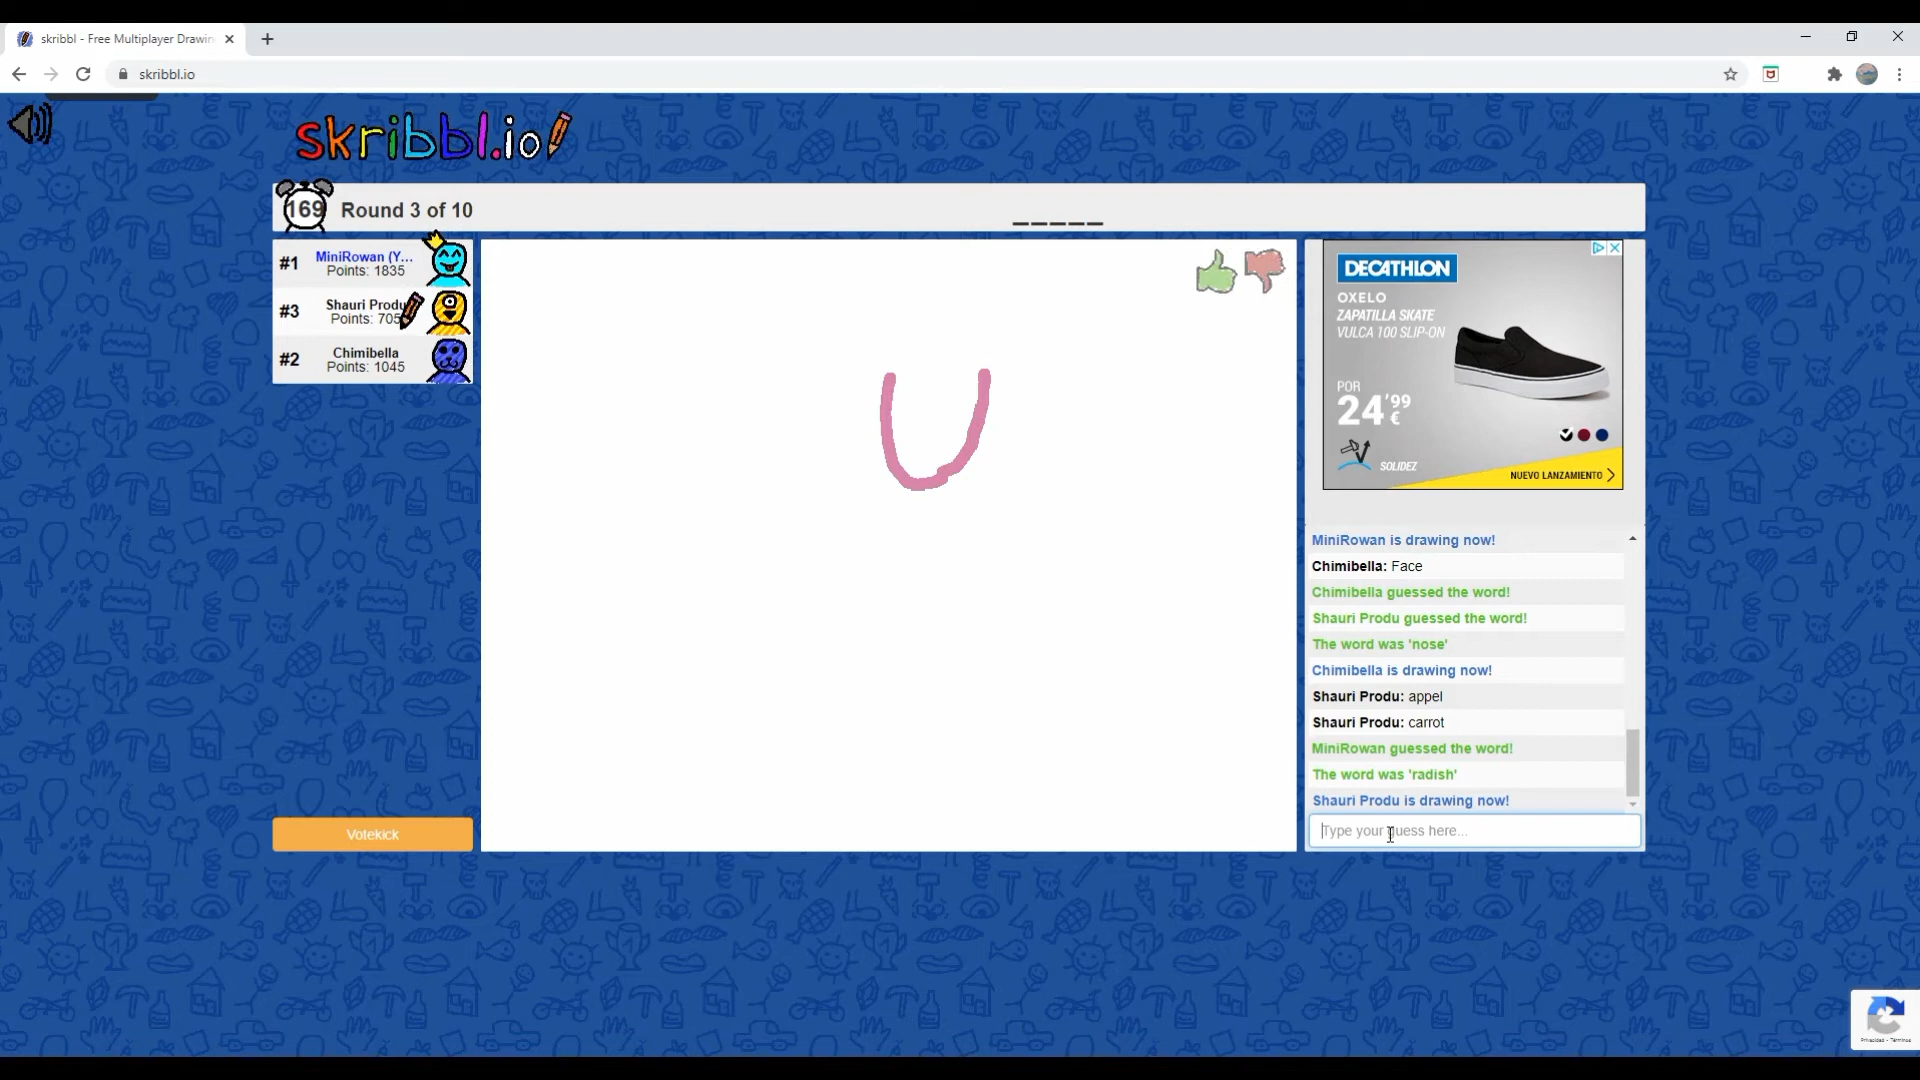 skribbl - Free Multiplayer Drawin
skribbl.io
skribbl.io
169
Round 3 of 10
_____
#1
MiniRowan (Y...
Points: 1835
#3
Shauri Produ
Points: 705
#2
Chimibella
Points: 1045
Votekick
DECATHLON
OXELO
ZAPATILLA SKATE
VULCA 100 SLIP-ON
POR
24'99 €
SOLIDEZ
NUEVO LANZAMIENTO
MiniRowan is drawing now!
Chimibella: Face
Chimibella guessed the word!
Shauri Produ guessed the word!
The word was 'nose'
Chimibella is drawing now!
Shauri Produ: appel
Shauri Produ: carrot
MiniRowan guessed the word!
The word was 'radish'
Shauri Produ is drawing now!
Type your guess here...
Privacidad - Términos